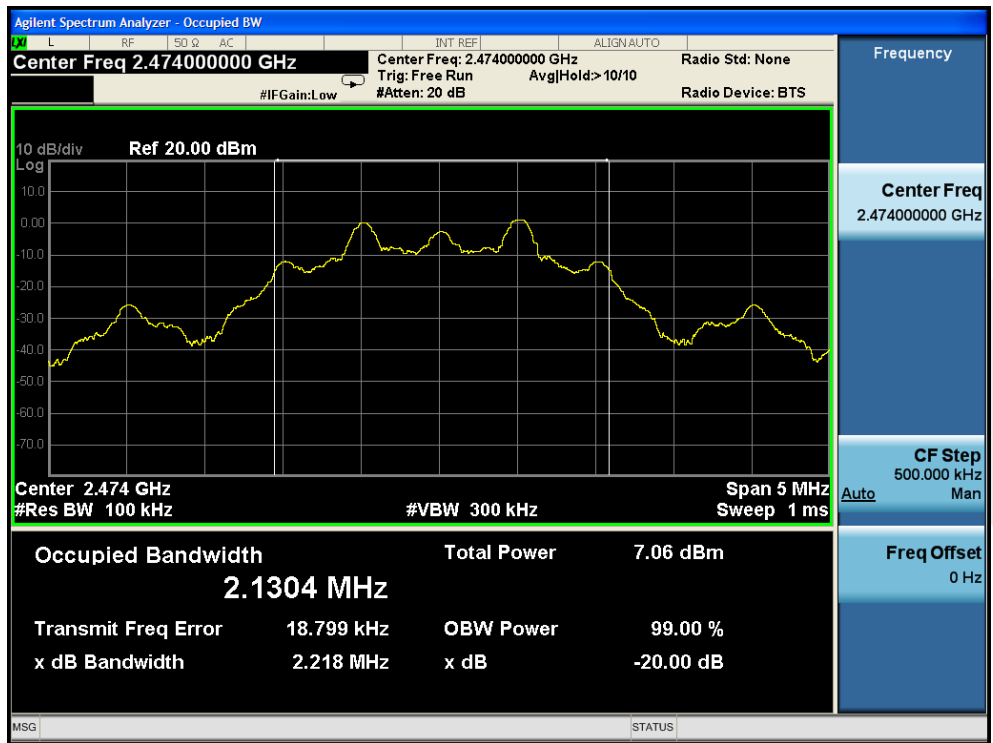 Agilent Spectrum Analyzer - Occupied BW
LXI L RF 50 Ω AC INT REF ALIGNAUTO
Center Freq 2.474000000 GHz
Center Freq: 2.474000000 GHz Radio Std: None
Trig: Free Run Avg|Hold:> 10/10
#IFGain:Low #Atten: 20 dB Radio Device: BTS
10 dB/div Ref 20.00 dBm
Log
10.0
0.00
-10.0
-20.0
-30.0
-40.0
-50.0
-60.0
-70.0
Center 2.474 GHz Span 5 MHz
#Res BW 100 kHz #VBW 300 kHz Sweep 1 ms
Occupied Bandwidth Total Power 7.06 dBm
2.1304 MHz
Transmit Freq Error 18.799 kHz OBW Power 99.00 %
x dB Bandwidth 2.218 MHz x dB -20.00 dB
Frequency
Center Freq
2.474000000 GHz
CF Step
500.000 kHz
Auto Man
Freq Offset
0 Hz
MSG STATUS